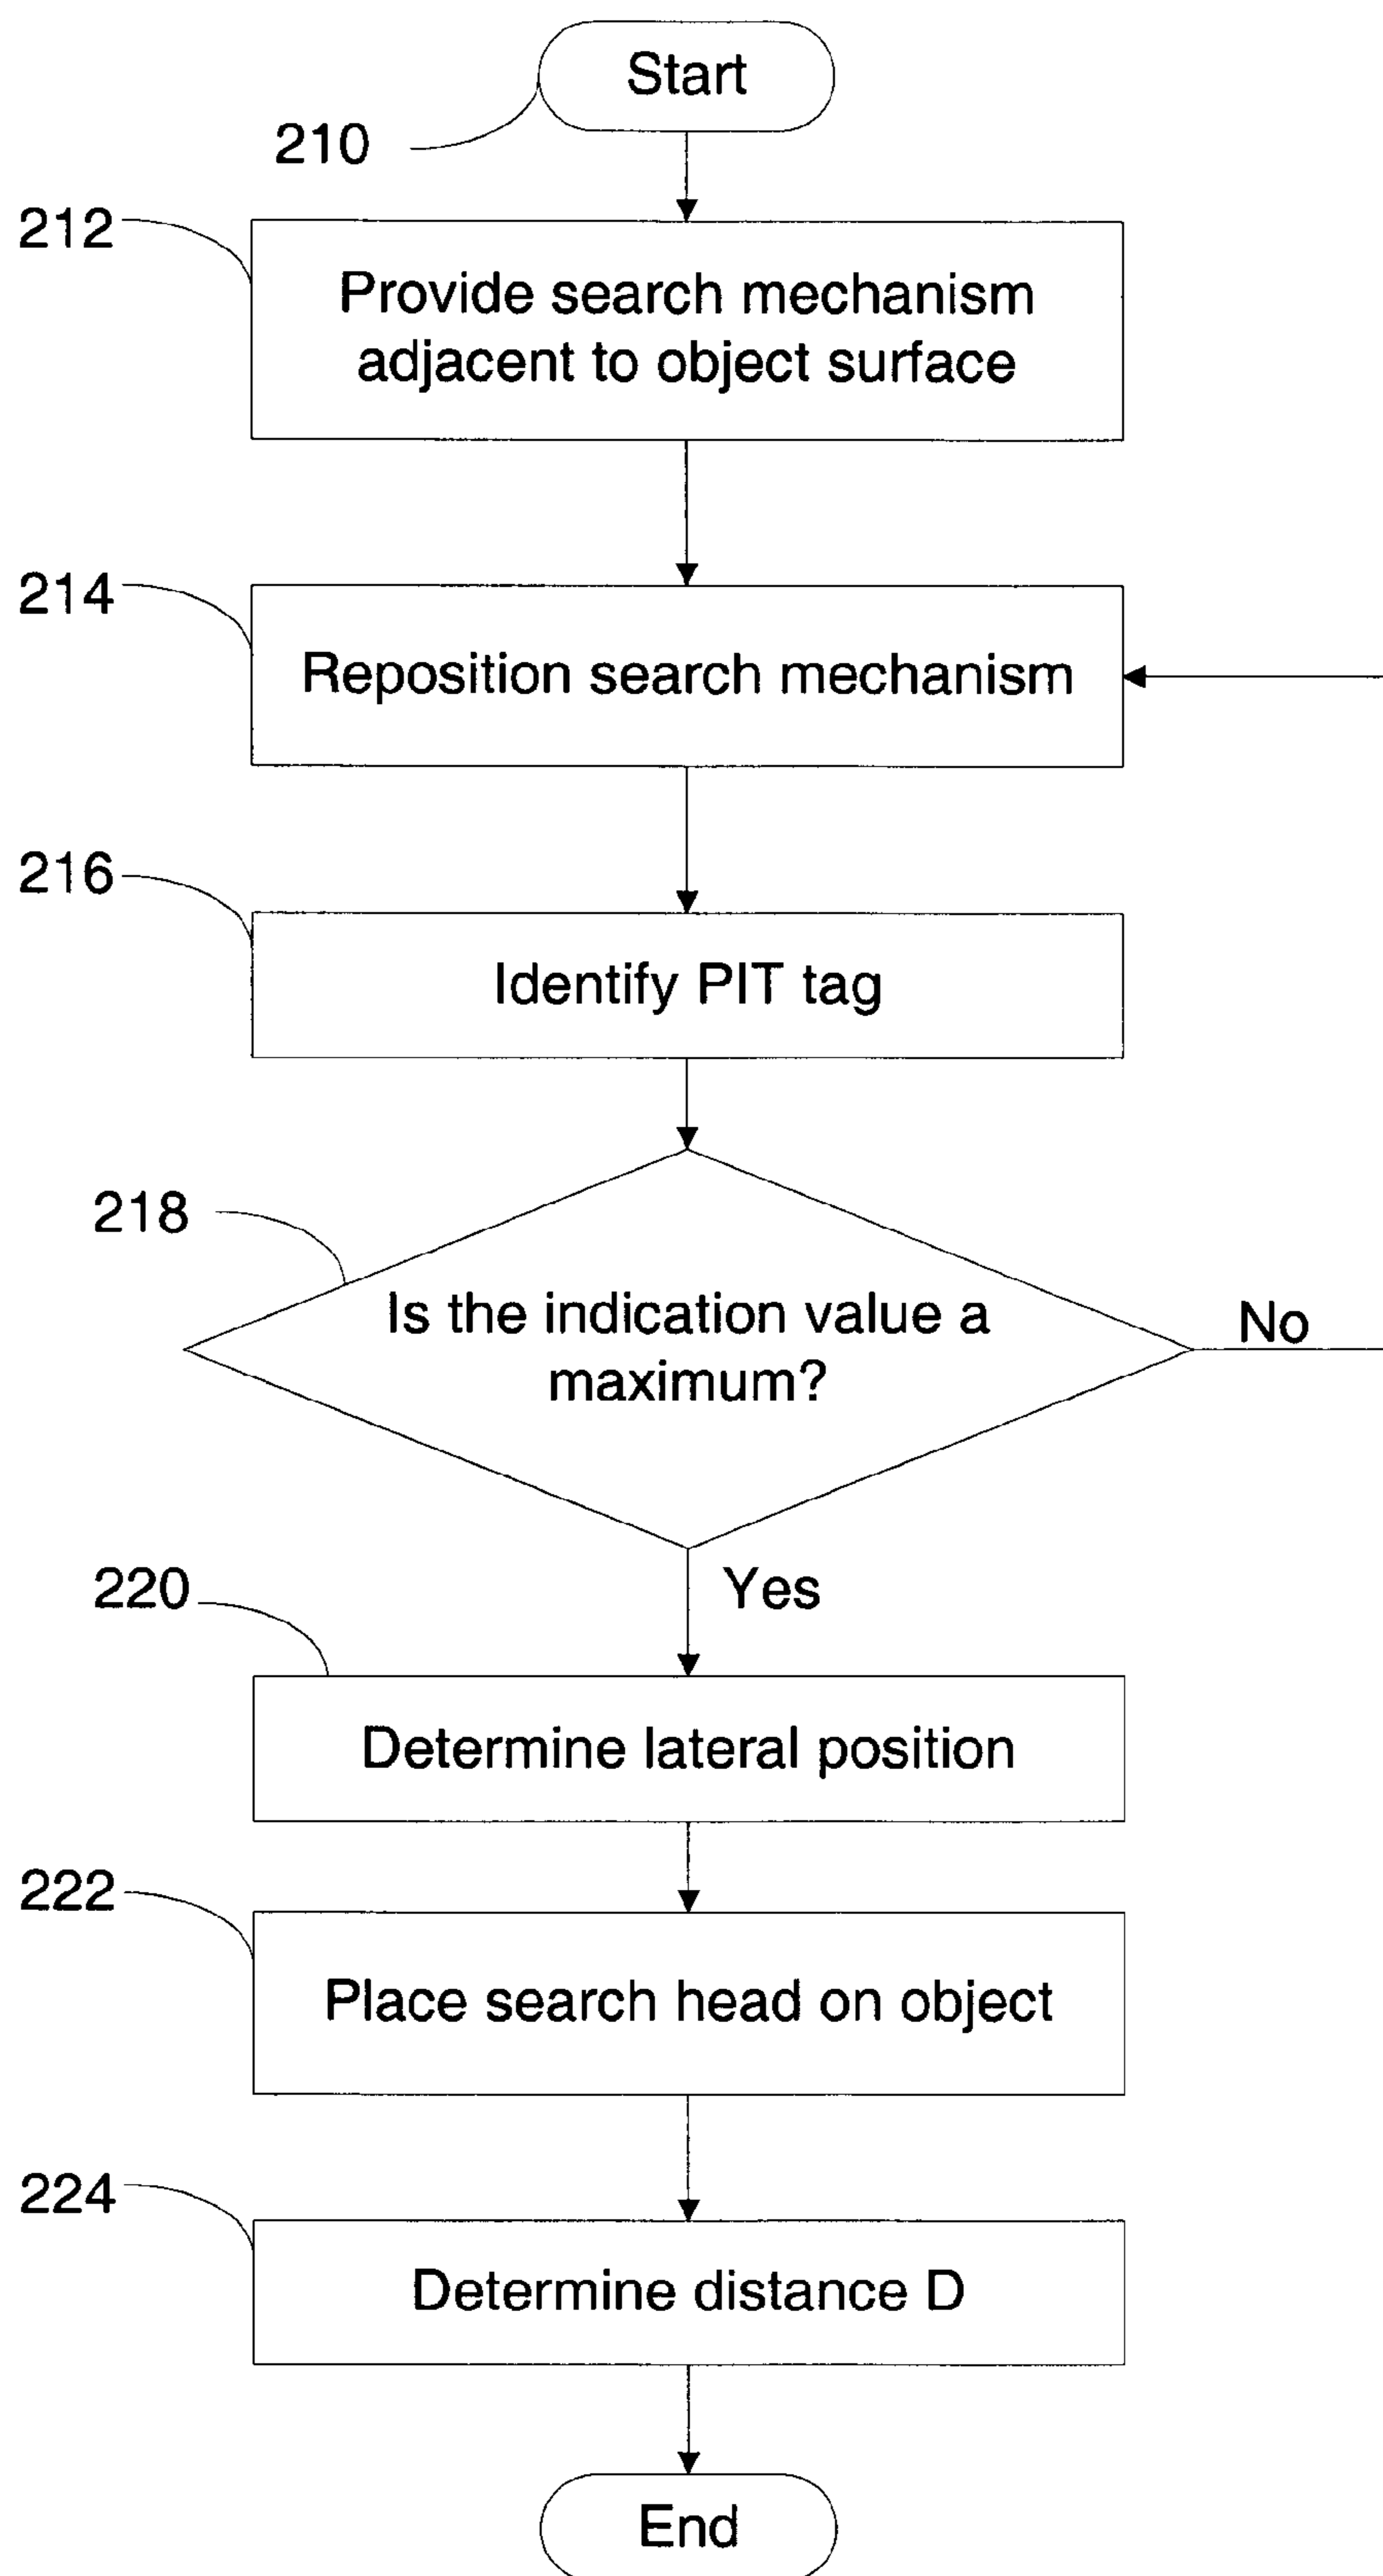 Start
210
212
Provide search mechanism
adjacent to object surface
214
Reposition search mechanism
216
Identify PIT tag
218
Is the indication value a
maximum?
No
Yes
220
Determine lateral position
222
Place search head on object
224
Determine distance D
End